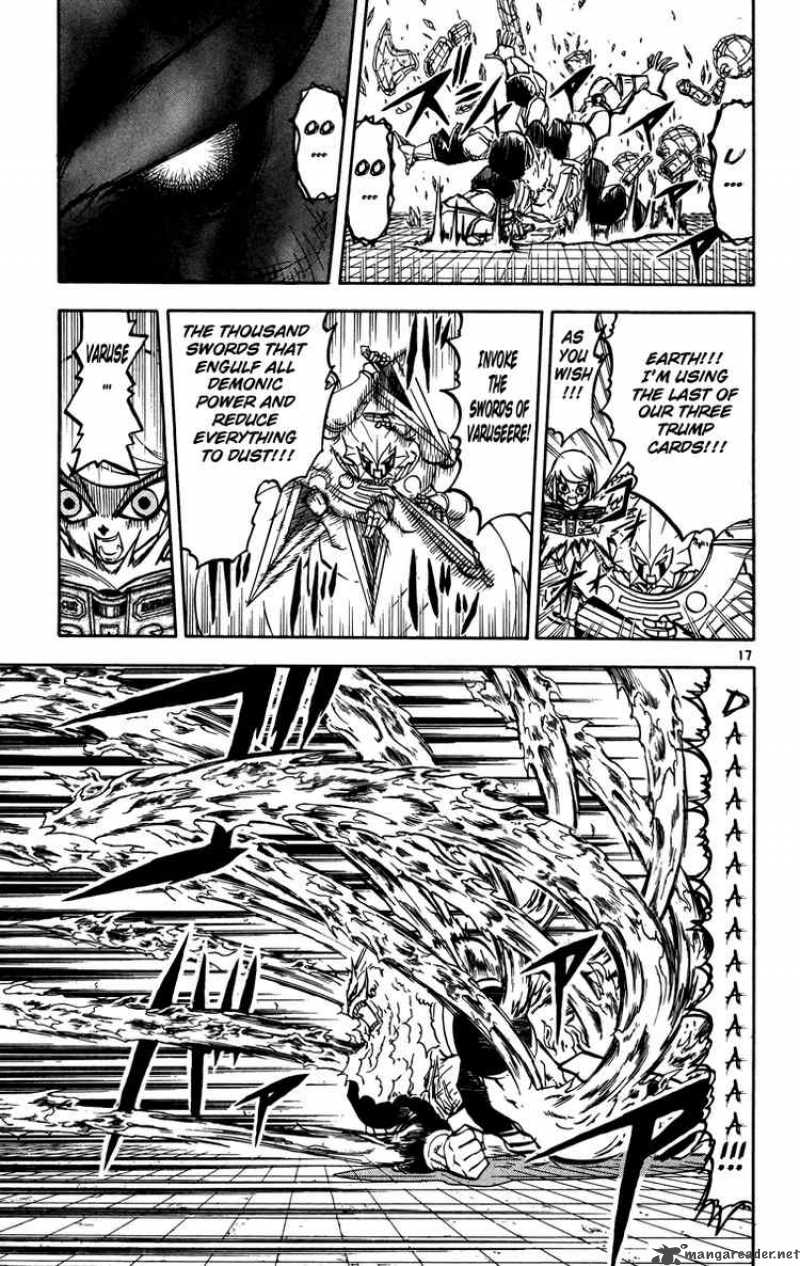 U
...
OO
...
OO
...
EARTH!!!
I'M USING
THE LAST OF
OUR THREE
TRUMP
CARDS!!!
AS
YOU
WISH
!!!
INVOKE
THE
SWORDS OF
VARUSEERE!
THE THOUSAND
SWORDS THAT
ENGULF ALL
DEMONIC
POWER AND
REDUCE
EVERYTHING
TO DUST!!!
VARUSE
...
17
DAAAAAAAAAAAAA!!!
mangareader.net